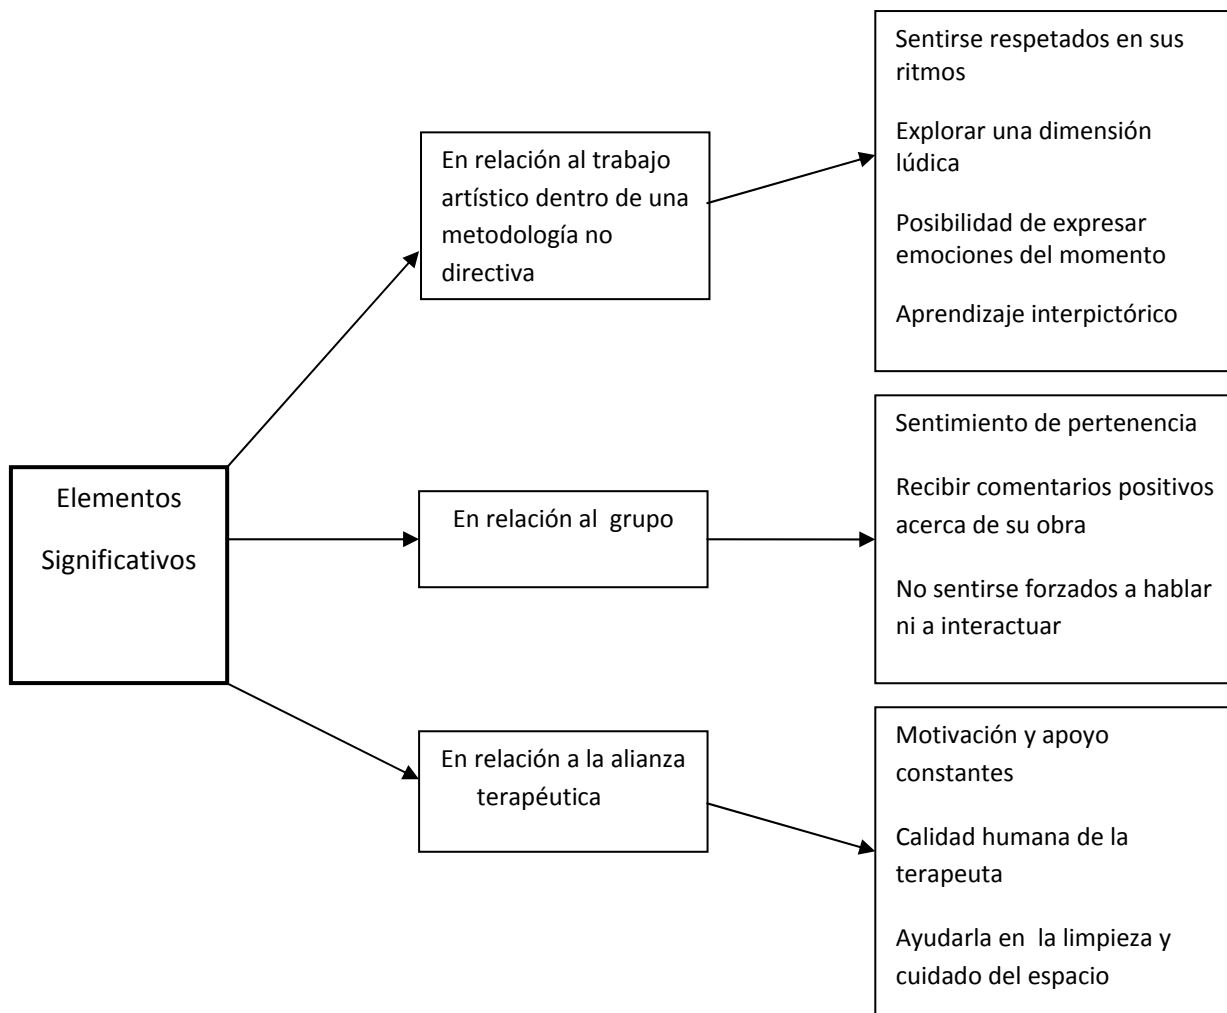 Elementos
Significativos
En relación al trabajo
artístico dentro de una
metodología no
directiva
Sentirse respetados en sus
ritmos
Explorar una dimensión
lúdica
Posibilidad de expresar
emociones del momento
Aprendizaje interpictórico
En relación al grupo
Sentimiento de pertenencia
Recibir comentarios positivos
acerca de su obra
No sentirse forzados a hablar
ni a interactuar
En relación a la alianza
terapéutica
Motivación y apoyo
constantes
Calidad humana de la
terapeuta
Ayudarla en la limpieza y
cuidado del espacio